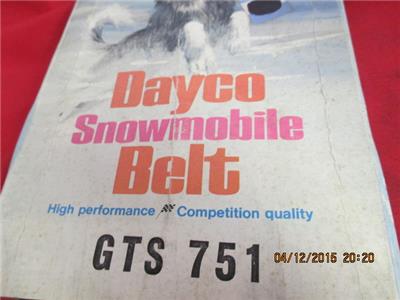 Dayco
Snowmobile
Belt
High performance Competition quality
GTS 751
04/12/2015 20:20